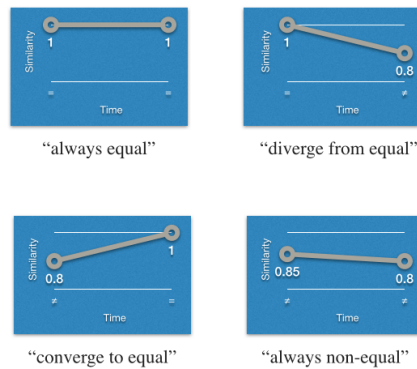 Similarity
1
1
=
=
Time
“always equal”
Similarity
1
0.8
=
≠
Time
“diverge from equal”
Similarity
0.8
1
≠
=
Time
“converge to equal”
Similarity
0.85
0.8
≠
≠
Time
“always non-equal”